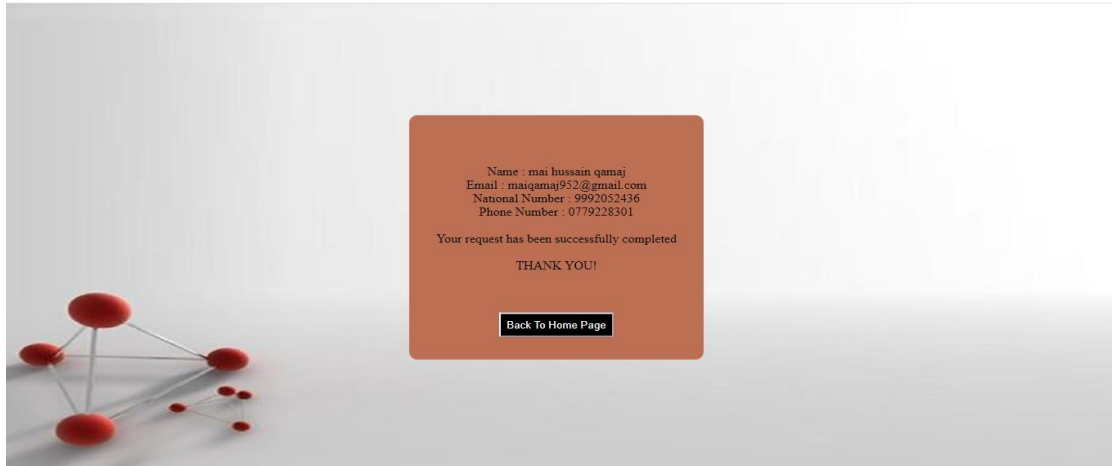 Name : mai hussain qamaj
Email : maiqamaj952@gmail.com
National Number : 9992052436
Phone Number : 0779228301
Your request has been successfully completed
THANK YOU!
Back To Home Page